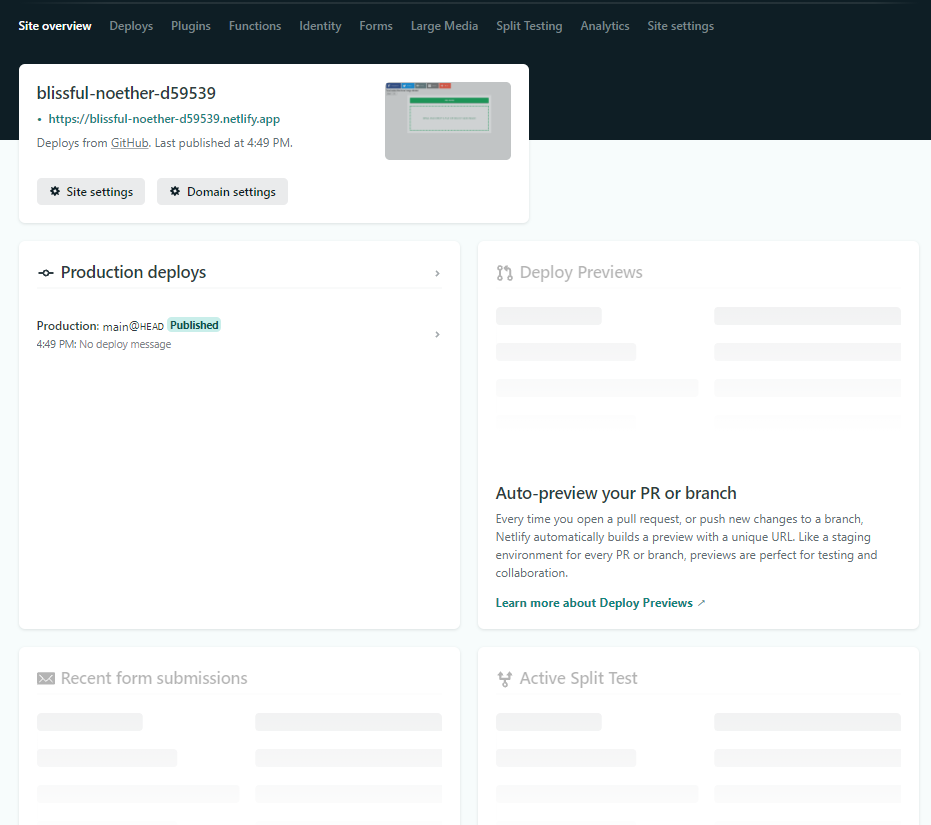 Site overview Deploys Plugins Functions Identity Forms Large Media Split Testing Analytics Site settings
blissful-noether-d59539
• https://blissful-noether-d59539.netlify.app
Deploys from GitHub. Last published at 4:49 PM.
Site settings Domain settings
Production deploys
Production: main@HEAD Published
4:49 PM: No deploy message
Deploy Previews
Auto-preview your PR or branch
Every time you open a pull request, or push new changes to a branch,
Netlify automatically builds a preview with a unique URL. Like a staging
environment for every PR or branch, previews are perfect for testing and
collaboration.
Learn more about Deploy Previews ↗
Recent form submissions
Active Split Test